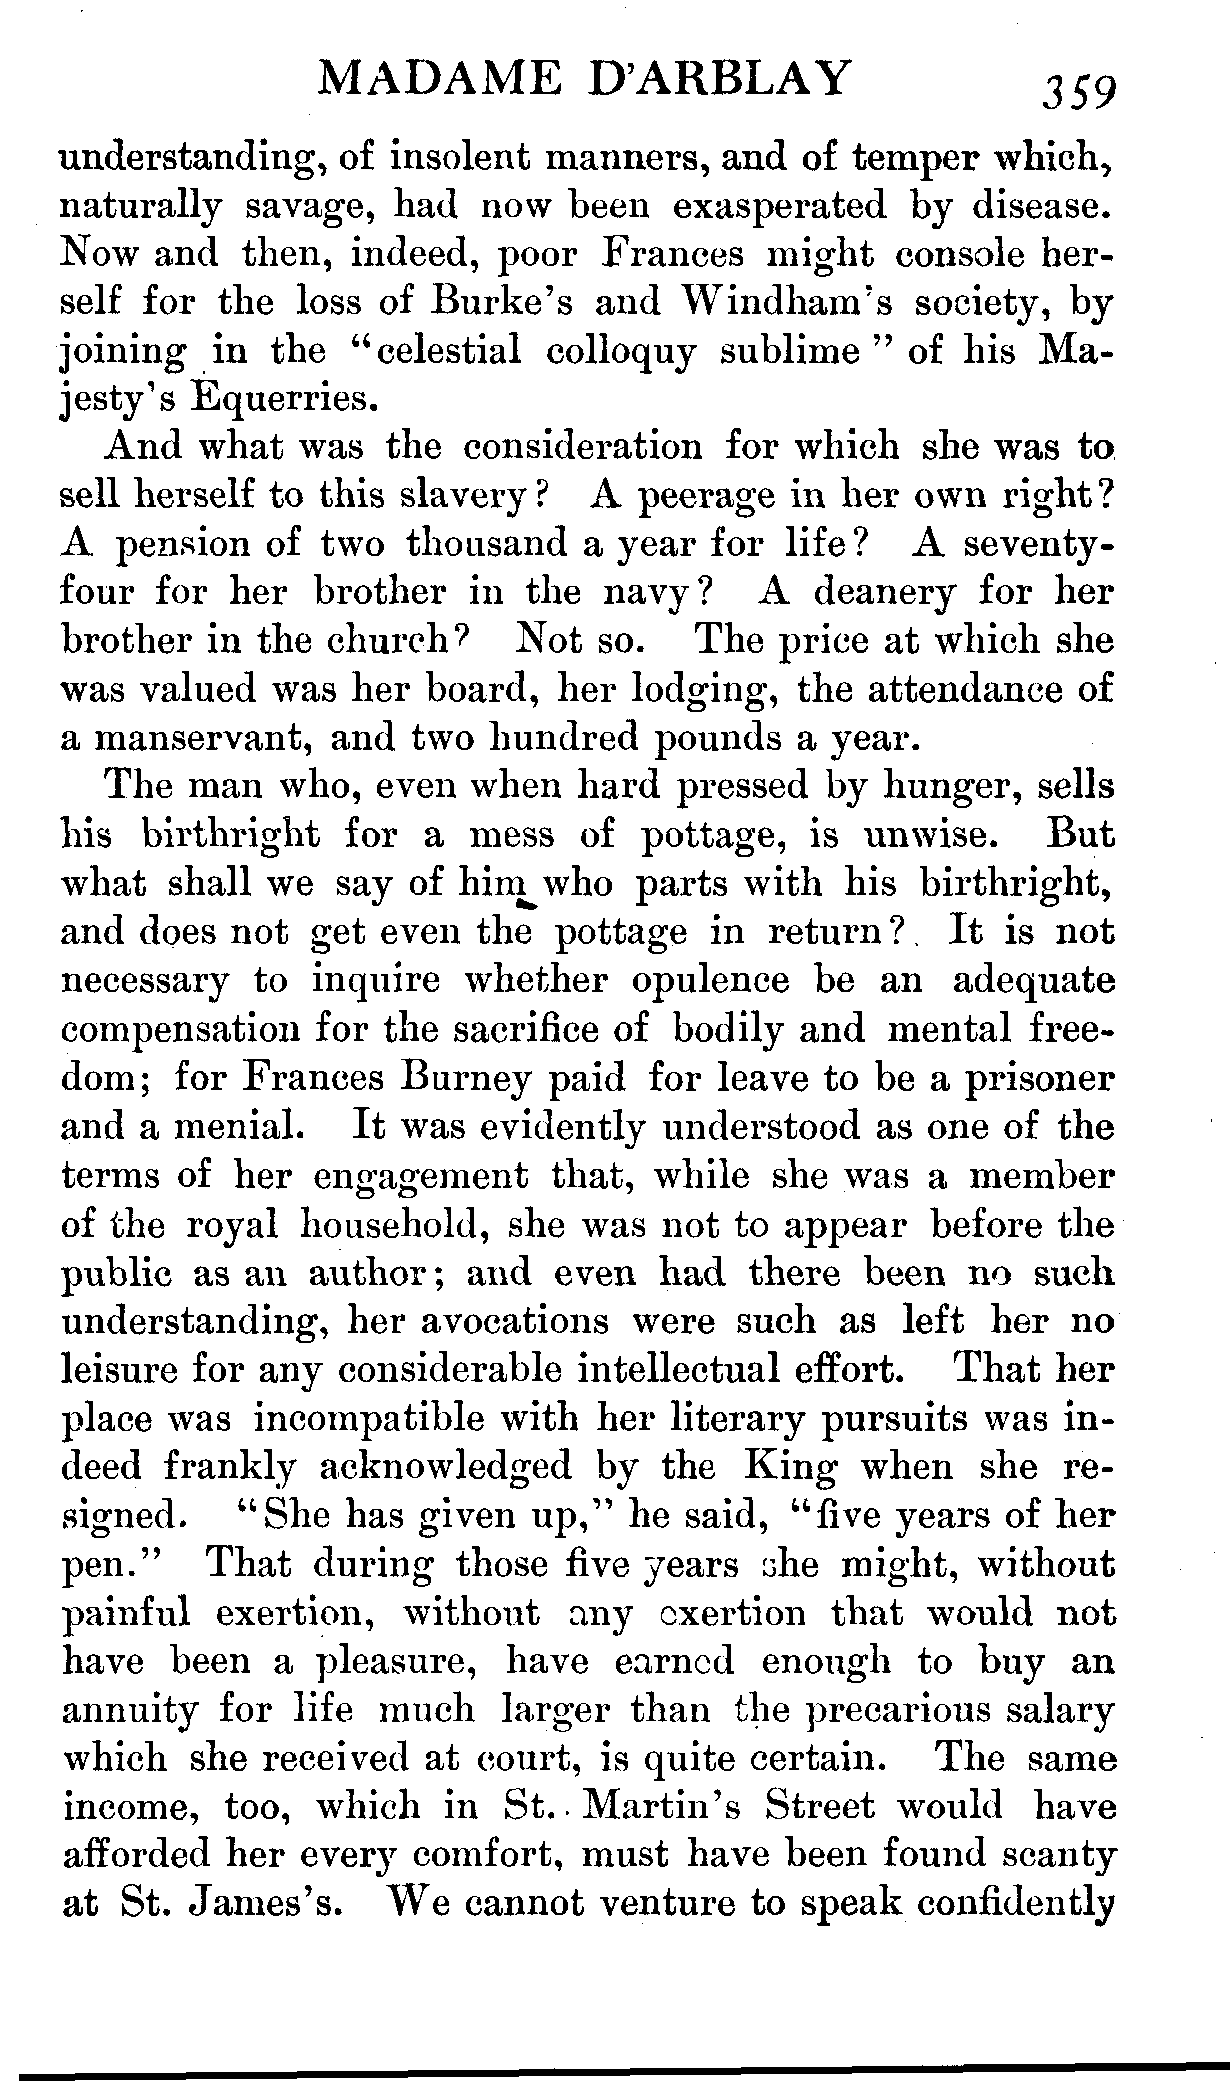 MADAME D'ARBLAY 359
understanding, of insolent manners, and of temper which,
naturally savage, had now been exasperated by disease.
Now and then, indeed, poor Frances might console her-
self for the loss of Burke's and Windham's society, by
joining in the "celestial colloquy sublime" of his Ma-
jesty's Equerries.
And what was the consideration for which she was to
sell herself to this slavery? A peerage in her own right?
A pension of two thousand a year for life? A seventy-
four for her brother in the navy? A deanery for her
brother in the church? Not so. The price at which she
was valued was her board, her lodging, the attendance of
a manservant, and two hundred pounds a year.
The man who, even when hard pressed by hunger, sells
his birthright for a mess of pottage, is unwise. But
what shall we say of him who parts with his birthright,
and does not get even the pottage in return? It is not
necessary to inquire whether opulence be an adequate
compensation for the sacrifice of bodily and mental free-
dom; for Frances Burney paid for leave to be a prisoner
and a menial. It was evidently understood as one of the
terms of her engagement that, while she was a member
of the royal household, she was not to appear before the
public as an author; and even had there been no such
understanding, her avocations were such as left her no
leisure for any considerable intellectual effort. That her
place was incompatible with her literary pursuits was in-
deed frankly acknowledged by the King when she re-
signed. "She has given up," he said, "five years of her
pen." That during those five years she might, without
painful exertion, without any exertion that would not
have been a pleasure, have earned enough to buy an
annuity for life much larger than the precarious salary
which she received at court, is quite certain. The same
income, too, which in St. Martin's Street would have
afforded her every comfort, must have been found scanty
at St. James's. We cannot venture to speak confidently